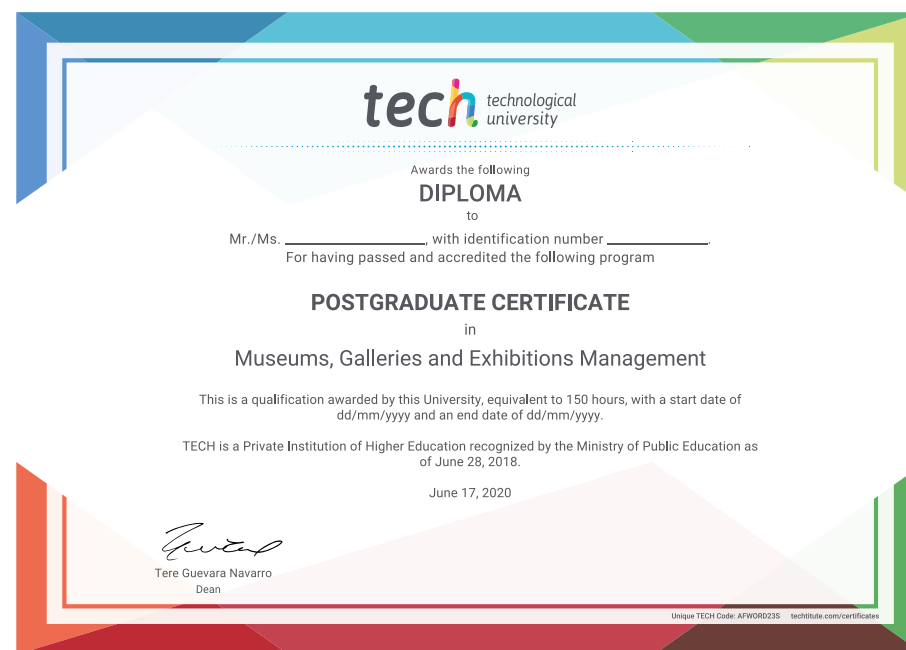 tech technological
university
Awards the following
DIPLOMA
to
Mr./Ms. ____________, with identification number _________.
For having passed and accredited the following program
POSTGRADUATE CERTIFICATE
in
Museums, Galleries and Exhibitions Management
This is a qualification awarded by this University, equivalent to 150 hours, with a start date of
dd/mm/yyyy and an end date of dd/mm/yyyy.
TECH is a Private Institution of Higher Education recognized by the Ministry of Public Education as
of June 28, 2018.
June 17, 2020
Tere Guevara Navarro
Dean
Unique TECH Code: AFWORD23S techtitute.com/certificates